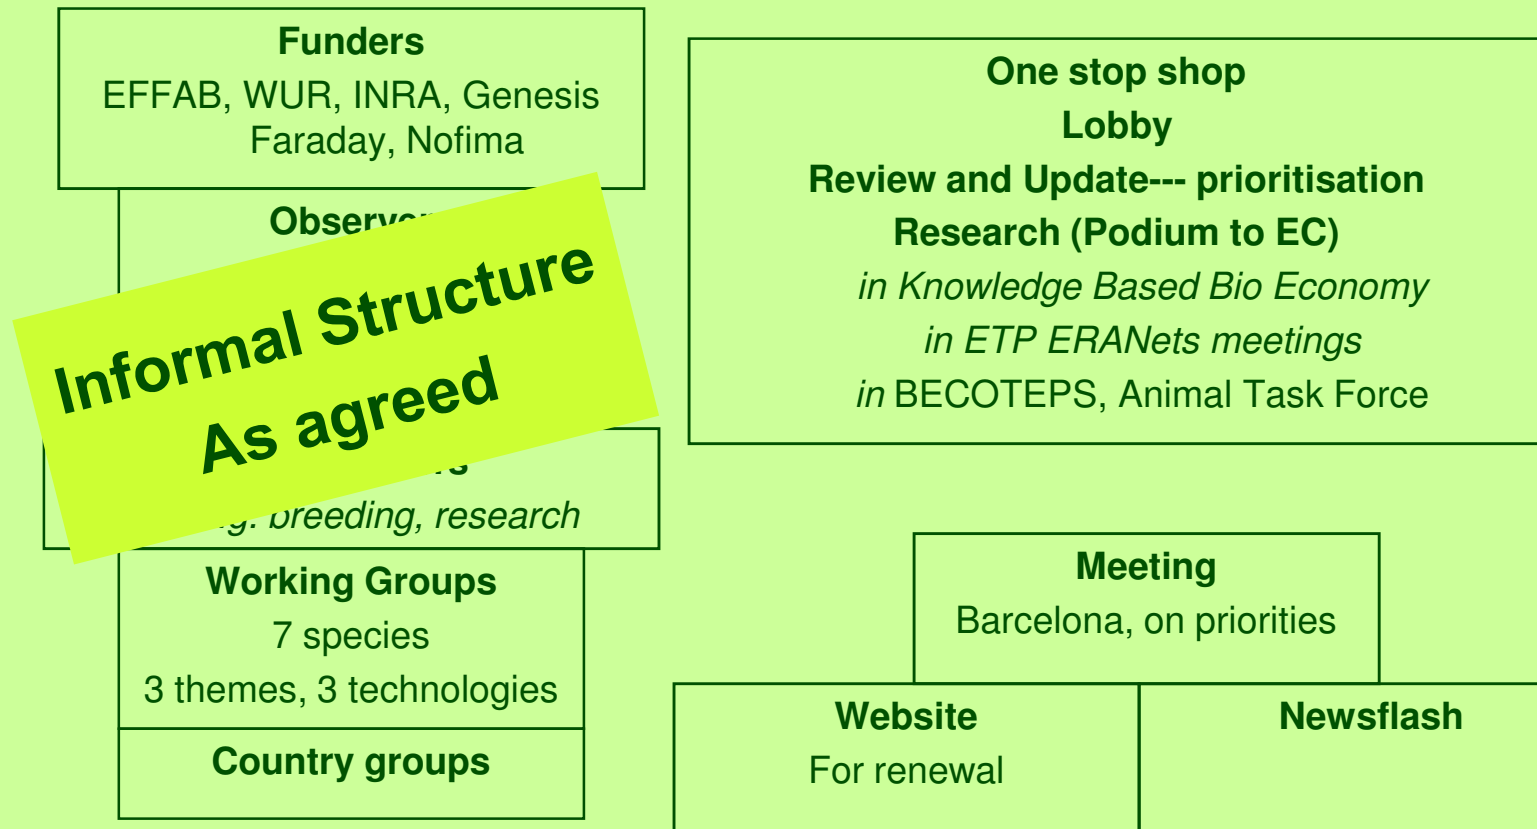 Funders
EFFAB, WUR, INRA, Genesis
Faraday, Nofima
Informal Structure
As agreed
breeding, research
Working Groups
7 species
3 themes, 3 technologies
Country groups
One stop shop
Lobby
Review and Update--- prioritisation
Research (Podium to EC)
in Knowledge Based Bio Economy
in ETP ERANets meetings
in BECOTEPS, Animal Task Force
Meeting
Barcelona, on priorities
Website
For renewal
Newsflash